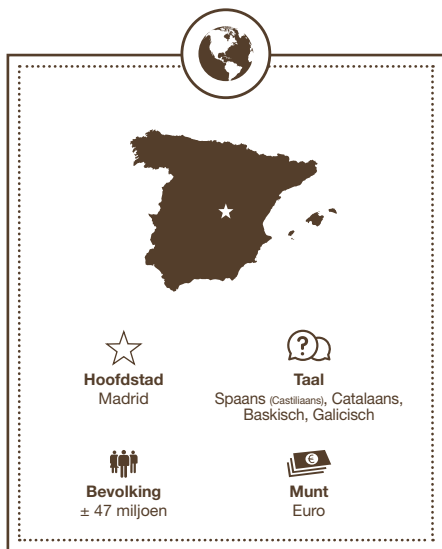 Hoofdstad
Madrid
Taal
Spaans (Castiliaans), Catalaans,
Baskisch, Galicisch
Bevolking
± 47 miljoen
Munt
Euro